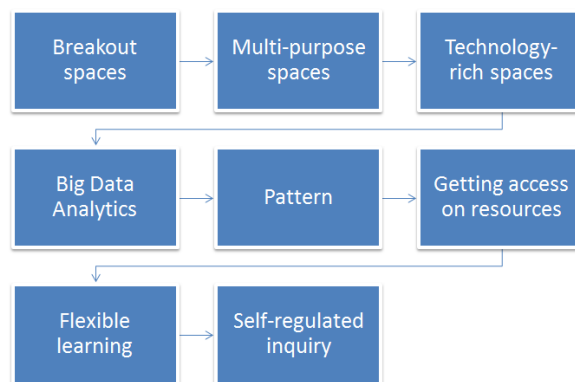 Breakout
spaces
Multi-purpose
spaces
Technology-
rich spaces
Big Data
Analytics
Pattern
Getting access
on resources
Flexible
learning
Self-regulated
inquiry